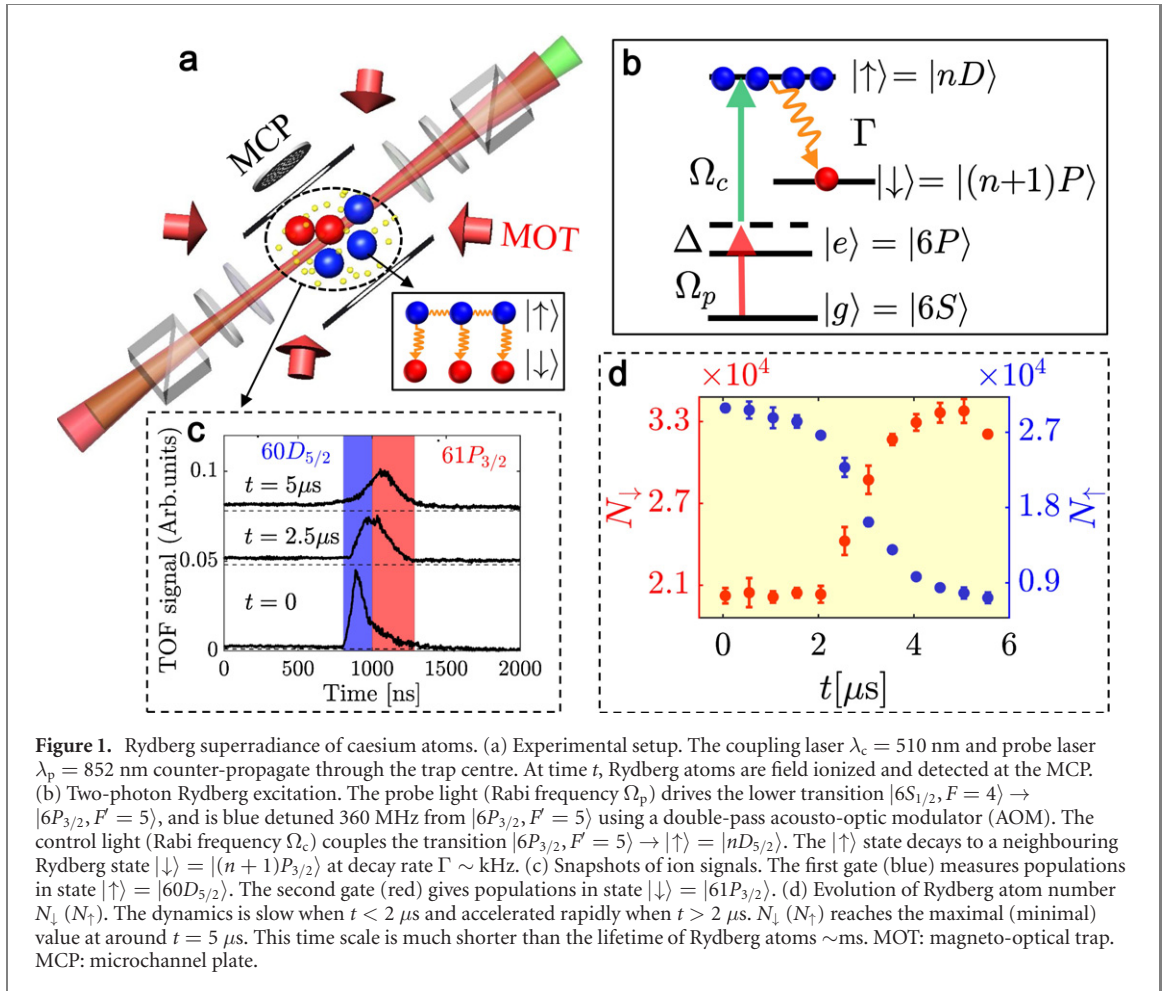 a
MCP
MOT
|↑⟩
|↓⟩
b
|↑⟩= |nD⟩
Γ
Ω_c
|↓⟩= |(n+1)P⟩
Δ
|e⟩ = |6P⟩
Ω_p
|g⟩ = |6S⟩
c
60D_{5/2}
61P_{3/2}
TOF signal (Arb.units)
0.1
0.05
0
t = 5μs
t = 2.5μs
t = 0
0
500
1000
1500
2000
Time [ns]
d
×10^4
×10^4
3.3
2.7
2.1
N_↓
2.7
1.8
0.9
N_↑
0
2
4
6
t[μs]
Figure 1. Rydberg superradiance of caesium atoms. (a) Experimental setup. The coupling laser λ_c = 510 nm and probe laser
λ_p = 852 nm counter-propagate through the trap centre. At time t, Rydberg atoms are field ionized and detected at the MCP.
(b) Two-photon Rydberg excitation. The probe light (Rabi frequency Ω_p) drives the lower transition |6S_{1/2}, F = 4⟩ →
|6P_{3/2}, F′ = 5⟩, and is blue detuned 360 MHz from |6P_{3/2}, F′ = 5⟩ using a double-pass acousto-optic modulator (AOM). The
control light (Rabi frequency Ω_c) couples the transition |6P_{3/2}, F′ = 5⟩ → |↑⟩ = |nD_{5/2}⟩. The |↑⟩ state decays to a neighbouring
Rydberg state |↓⟩ = |(n + 1)P_{3/2}⟩ at decay rate Γ ∼ kHz. (c) Snapshots of ion signals. The first gate (blue) measures populations
in state |↑⟩ = |60D_{5/2}⟩. The second gate (red) gives populations in state |↓⟩ = |61P_{3/2}⟩. (d) Evolution of Rydberg atom number
N_↓ (N_↑). The dynamics is slow when t < 2 μs and accelerated rapidly when t > 2 μs. N_↓ (N_↑) reaches the maximal (minimal)
value at around t = 5 μs. This time scale is much shorter than the lifetime of Rydberg atoms ∼ms. MOT: magneto-optical trap.
MCP: microchannel plate.